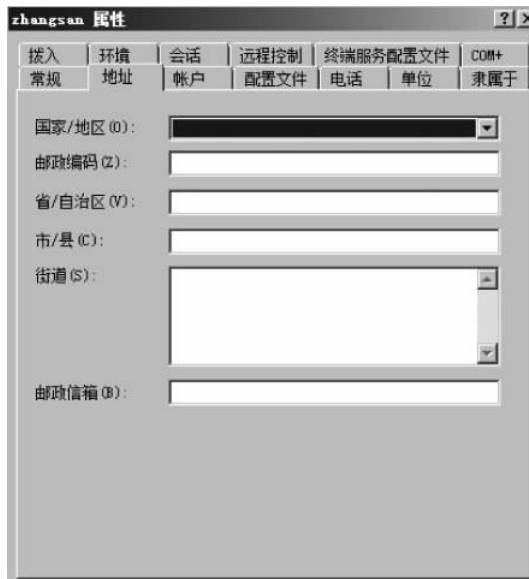 zhangsan 属性
拨入 环境 会话 远程控制 终端服务配置文件 COM+
常规 地址 帐户 配置文件 电话 单位 隶属于
国家/地区(O):
邮政编码(Z):
省/自治区(V):
市/县(C):
街道(S):
邮政信箱(B):